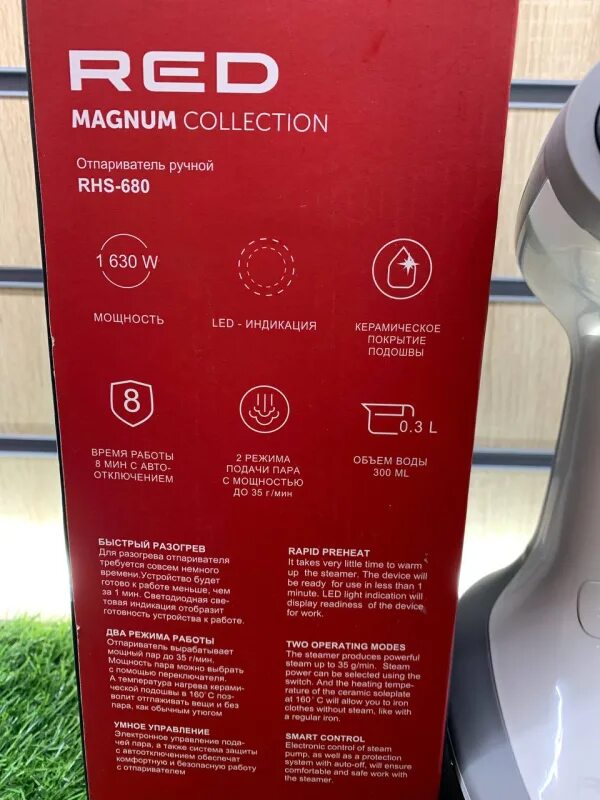 RED
MAGNUM COLLECTION
Отпариватель ручной
RHS-680
1 630 W
МОЩНОСТЬ
LED - ИНДИКАЦИЯ
КЕРАМИЧЕСКОЕ
ПОКРЫТИЕ
ПОДОШВЫ
8
ВРЕМЯ РАБОТЫ
8 МИН С АВТО-
ОТКЛЮЧЕНИЕМ
2 РЕЖИМА
ПОДАЧИ ПАРА
С МОЩНОСТЬЮ
ДО 35 г/мин
0.3 L
ОБЪЕМ ВОДЫ
300 ML
БЫСТРЫЙ РАЗОГРЕВ
Для разогрева отпаривателя
требуется совсем немного
времени.Устройство будет
готово к работе меньше, чем
за 1 мин. Светодиодная све-
товая индикация отобразит
готовность устройства к работе.
ДВА РЕЖИМА РАБОТЫ
Отпариватель вырабатывает
мощный пар до 35 г/мин.
Мощность пара можно выбрать
с помощью переключателя.
А температура нагрева керами-
ческой подошвы в 160˚С поз-
волит отпаривать вещи и без
пара, как обычным утюгом
УМНОЕ УПРАВЛЕНИЕ
Электронное управление пода-
чей пара, а также система защиты
с автоотключением обеспечат
комфортную и безопасную работу
с отпаривателем
RAPID PREHEAT
It takes very little time to warm
up the steamer. The device will
be ready for use in less than 1
minute. LED light indication will
display readiness of the device
for work.
TWO OPERATING MODES
The steamer produces powerful
steam up to 35 g/min. Steam
power can be selected using the
switch. And the heating tempe-
rature of the ceramic soleplate
at 160˚ C will allow you to iron
clothes without steam, like with
a regular iron.
SMART CONTROL
Electronic control of steam
pump, as well as a protection
system with auto-off, will ensure
comfortable and safe work with
the steamer.